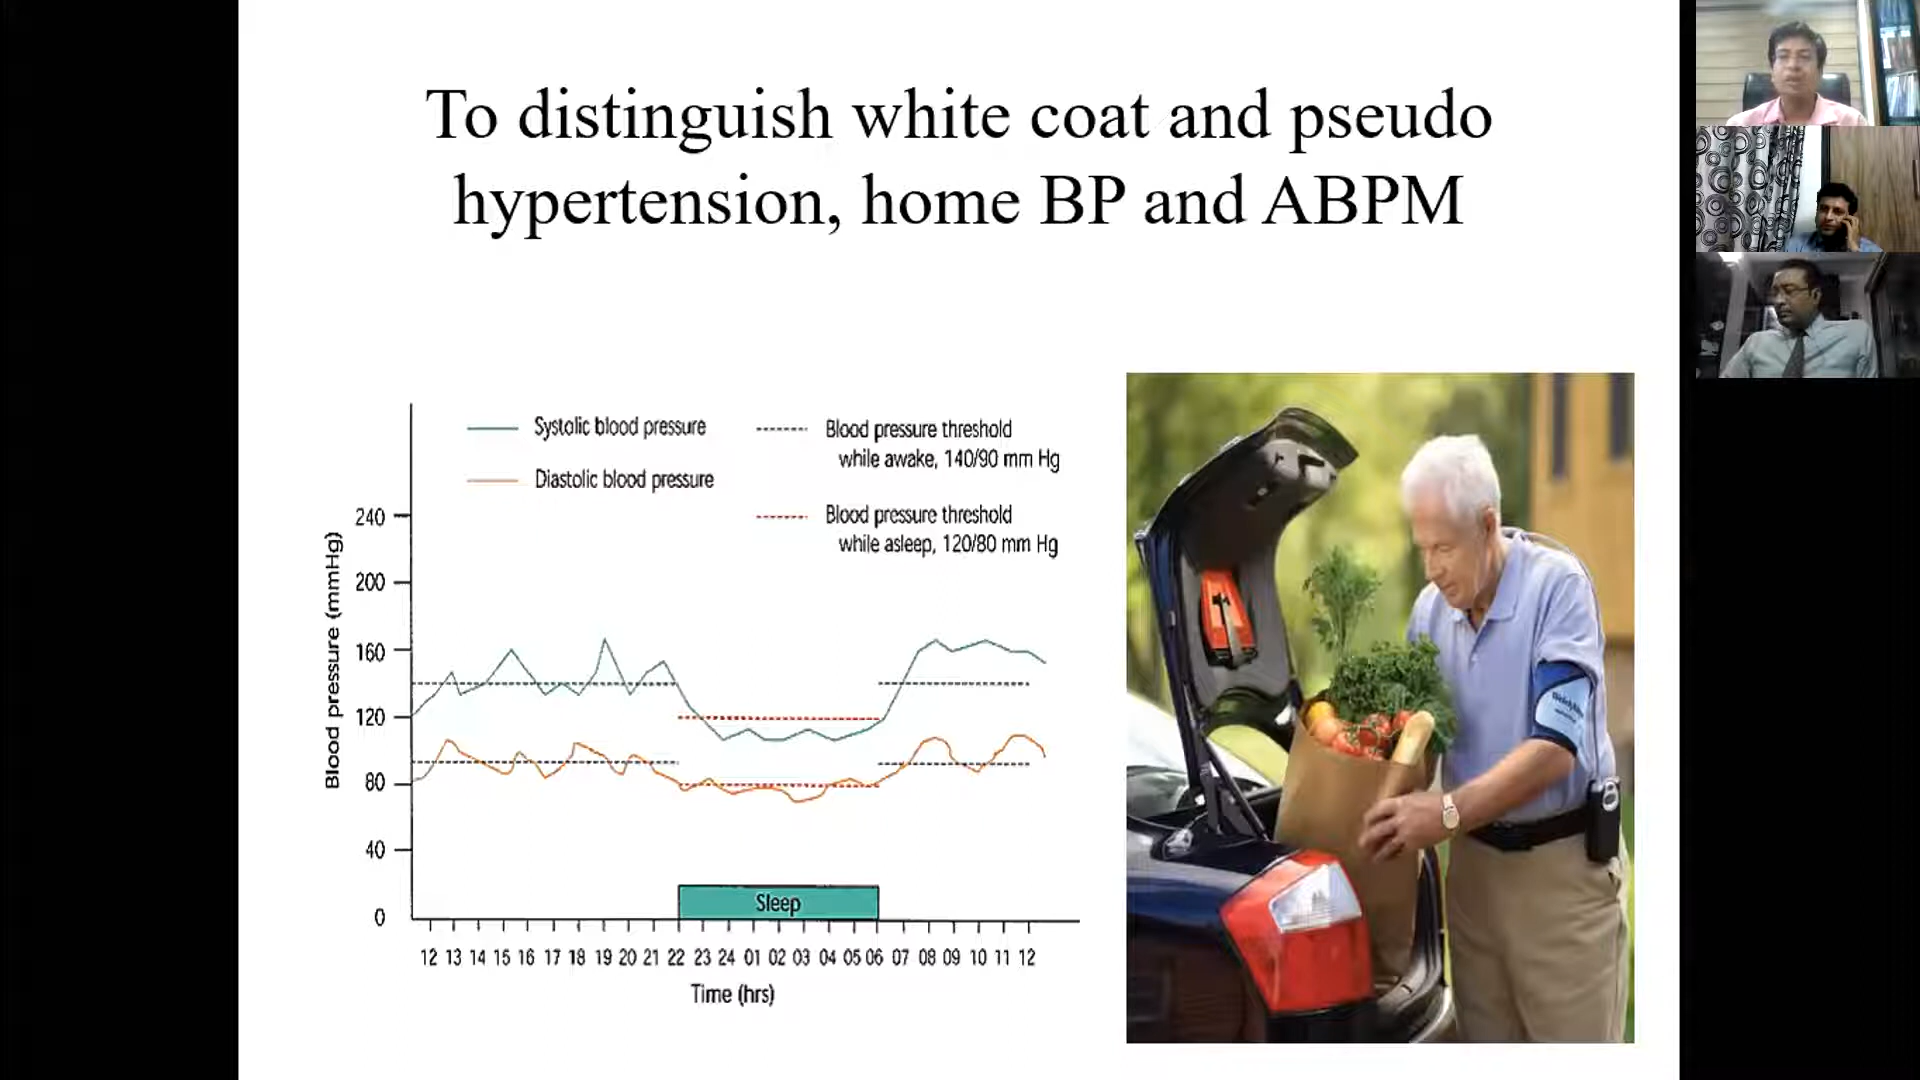 To distinguish white coat and pseudo
hypertension, home BP and ABPM
Systolic blood pressure
Diastolic blood pressure
Blood pressure threshold
while awake, 140/90 mm Hg
Blood pressure threshold
while asleep, 120/80 mm Hg
Blood pressure (mmHg)
240
200
160
120
80
40
0
Sleep
12 13 14 15 16 17 18 19 20 21 22 23 24 01 02 03 04 05 06 07 08 09 10 11 12
Time (hrs)